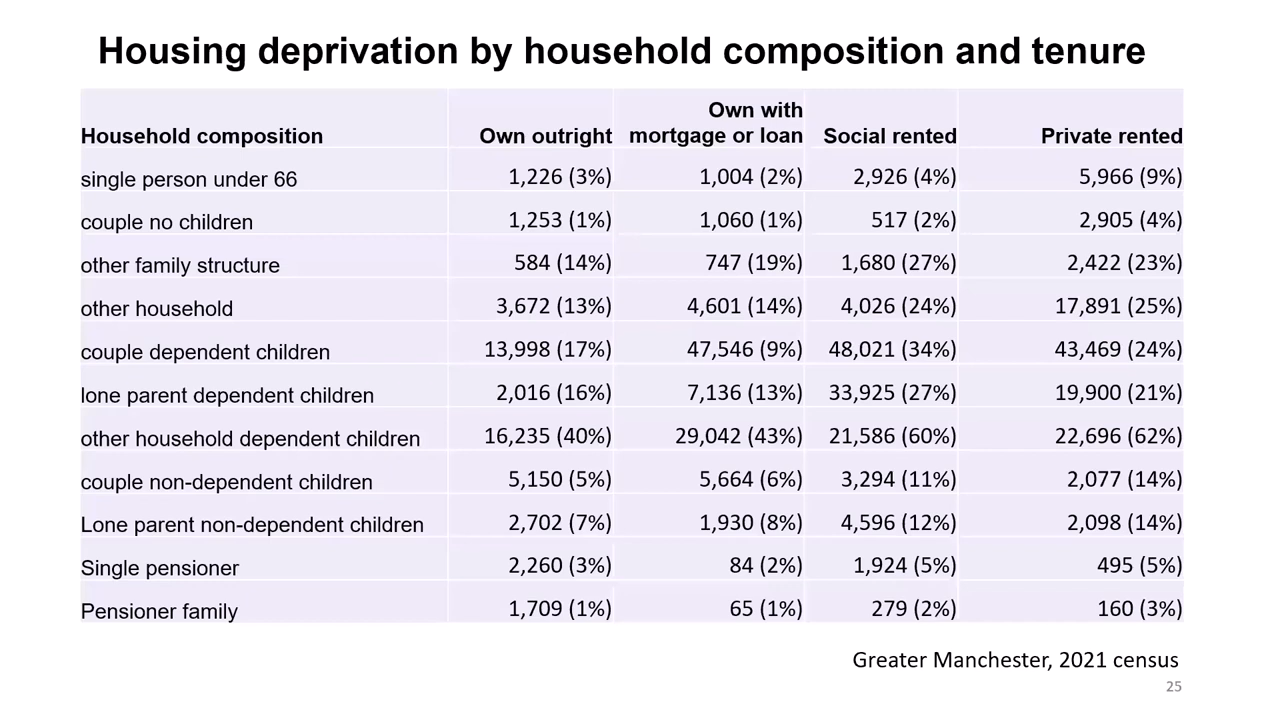 Housing deprivation by household composition and tenure
Own with
Household composition Own outright mortgage or loan Social rented Private rented
single person under 66 1,226 (3%) 1,004 (2%) 2,926 (4%) 5,966 (9%)
couple no children 1,253 (1%) 1,060 (1%) 517 (2%) 2,905 (4%)
other family structure 584 (14%) 747 (19%) 1,680 (27%) 2,422 (23%)
other household 3,672 (13%) 4,601 (14%) 4,026 (24%) 17,891 (25%)
couple dependent children 13,998 (17%) 47,546 (9%) 48,021 (34%) 43,469 (24%)
lone parent dependent children 2,016 (16%) 7,136 (13%) 33,925 (27%) 19,900 (21%)
other household dependent children 16,235 (40%) 29,042 (43%) 21,586 (60%) 22,696 (62%)
couple non-dependent children 5,150 (5%) 5,664 (6%) 3,294 (11%) 2,077 (14%)
Lone parent non-dependent children 2,702 (7%) 1,930 (8%) 4,596 (12%) 2,098 (14%)
Single pensioner 2,260 (3%) 84 (2%) 1,924 (5%) 495 (5%)
Pensioner family 1,709 (1%) 65 (1%) 279 (2%) 160 (3%)
Greater Manchester, 2021 census
25